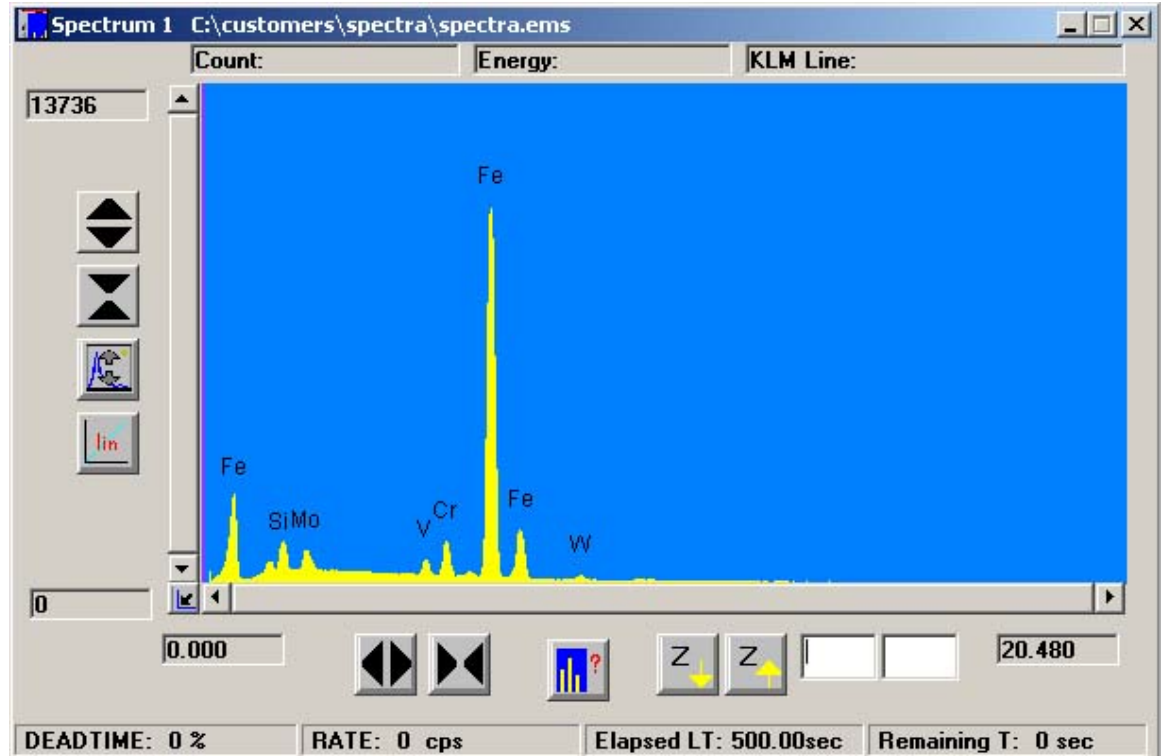 Spectrum 1 C:\customers\spectra\spectra.ems
Count: Energy: KLM Line:
13736
Fe
lin
Fe
Si Mo V Cr Fe
W
0
0.000 ? Z Z 20.480
DEADTIME: 0 % RATE: 0 cps Elapsed LT: 500.00sec Remaining T: 0 sec